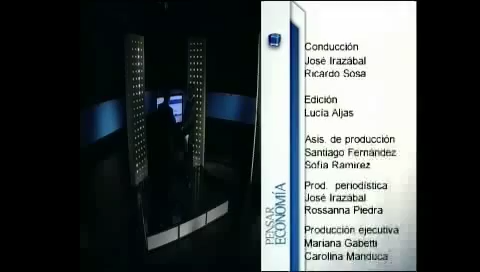 Conducción
José Irazábal
Ricardo Sosa
Edición
Lucía Aljas
Asis. de producción
Santiago Fernández
Sofía Ramirez
Prod. periodística
José Irazábal
Rossanna Piedra
Producción ejecutiva
Mariana Gabetti
Carolina Manduca
PENSAR
ECONOMÍA